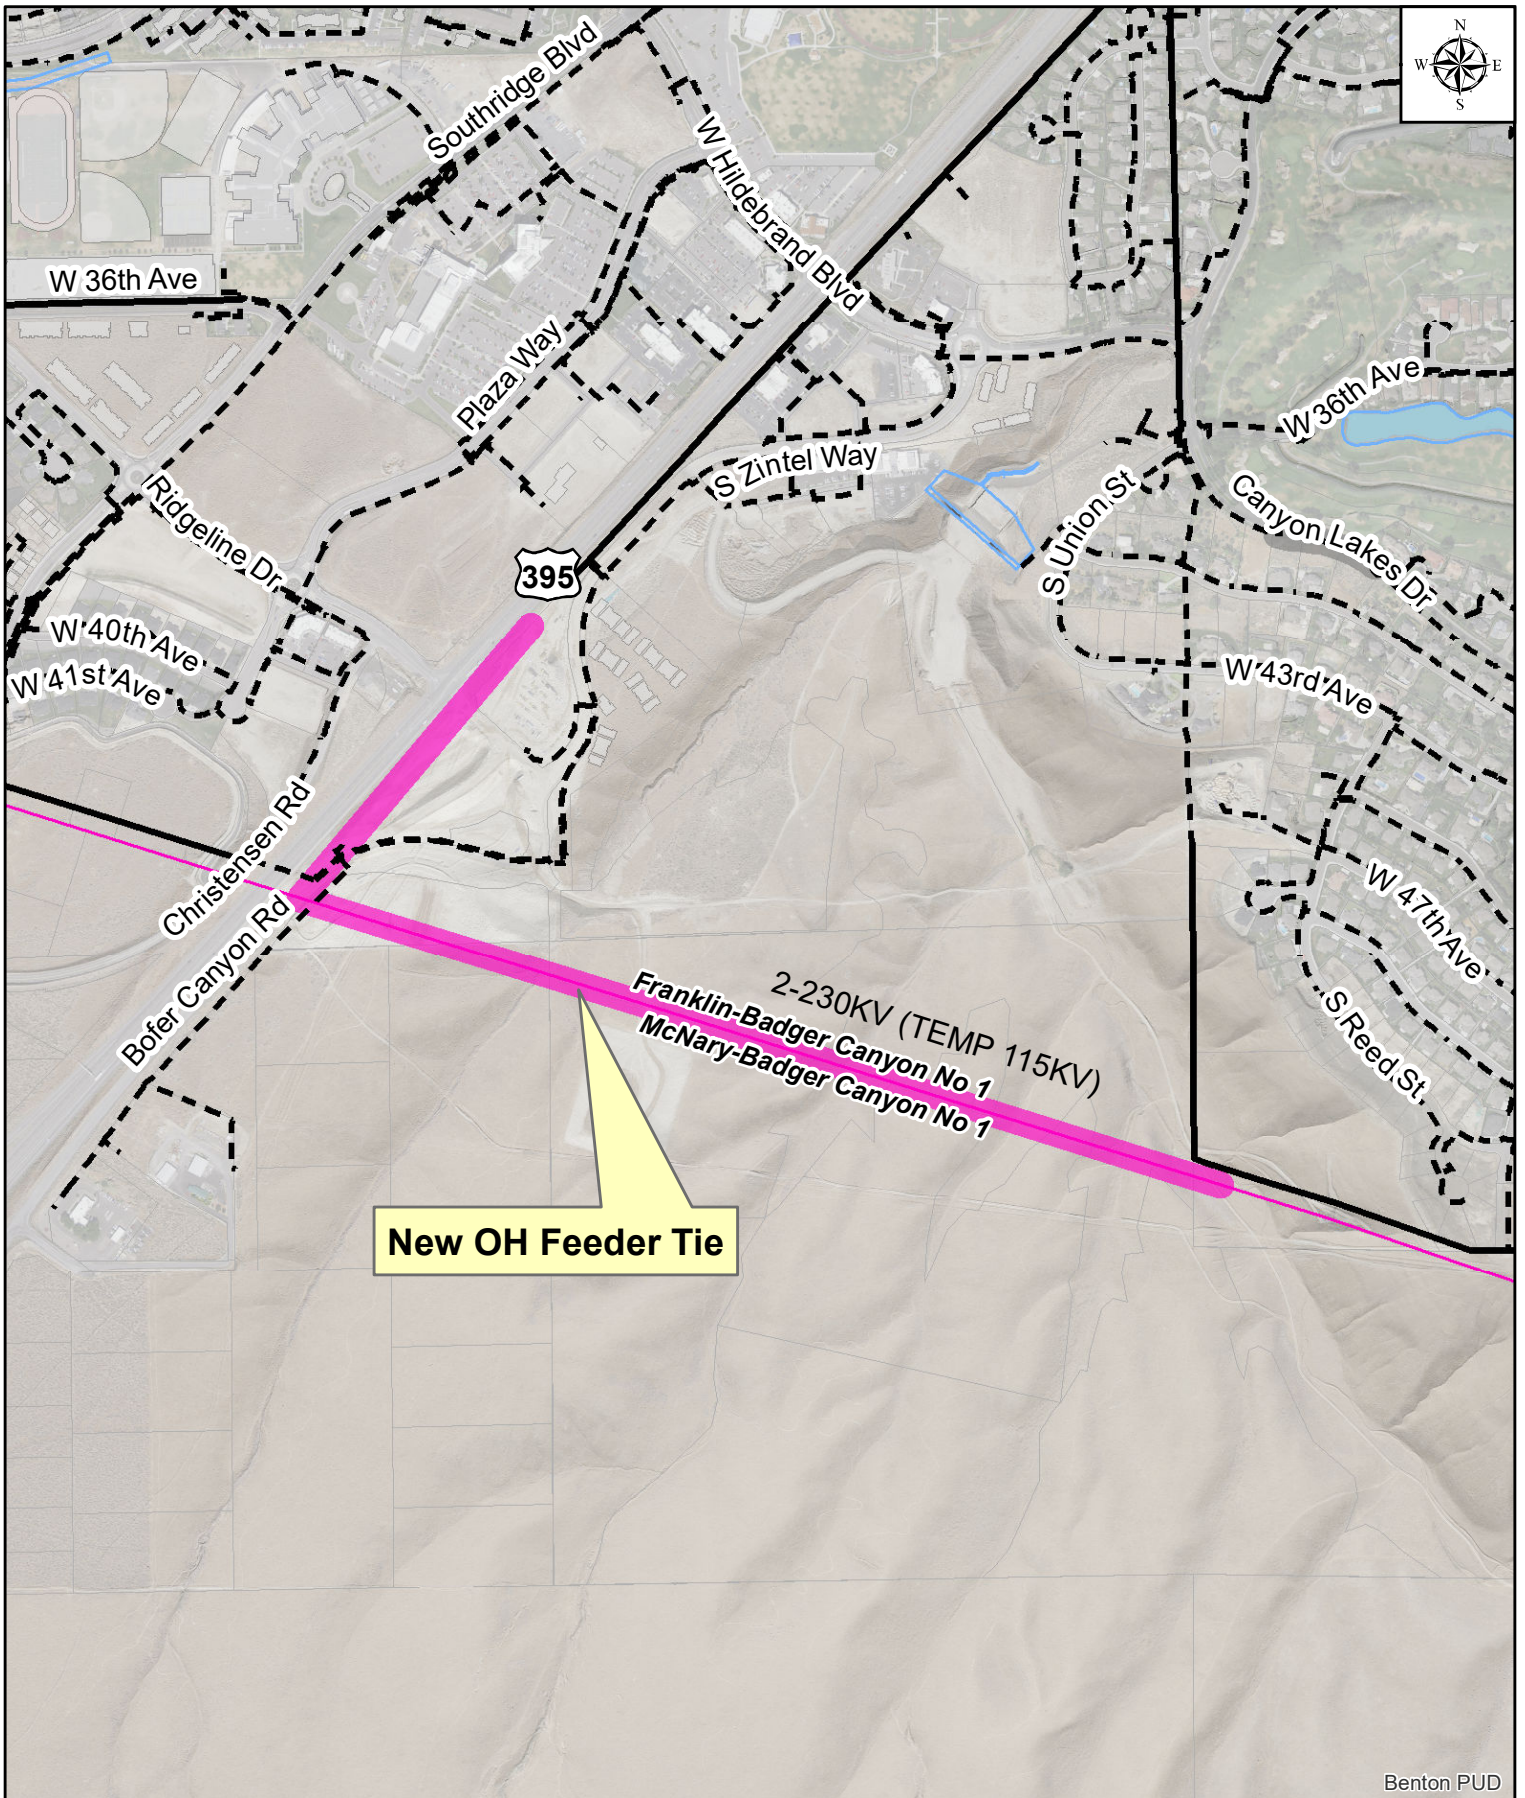 N
W E
S
Southridge Blvd
W Hildebrand Blvd
W 36th Ave
Plaza Way
W 36th Ave
S Zintel Way
Canyon Lakes Dr
Ridgeline Dr
S Union St
395
W 40th Ave
W 41st Ave
W 43rd Ave
Christensen Rd
W 47th Ave
Bofer Canyon Rd
2-230KV (TEMP 115KV)
Franklin-Badger Canyon No 1
McNary-Badger Canyon No 1
S Reed St
New OH Feeder Tie
Benton PUD